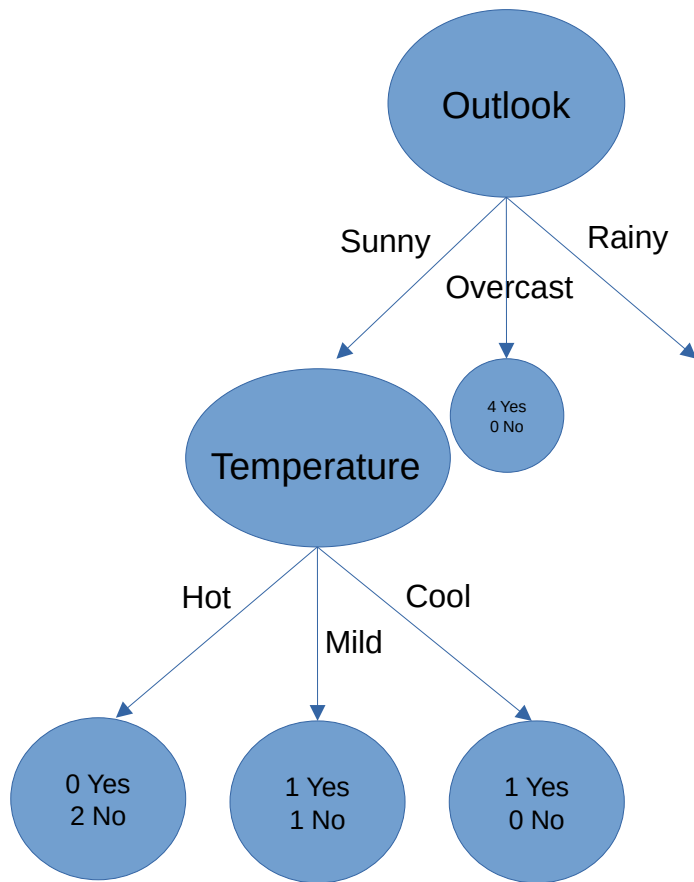 Outlook
Sunny
Rainy
Overcast
4 Yes
0 No
Temperature
Hot
Cool
Mild
0 Yes
2 No
1 Yes
1 No
1 Yes
0 No